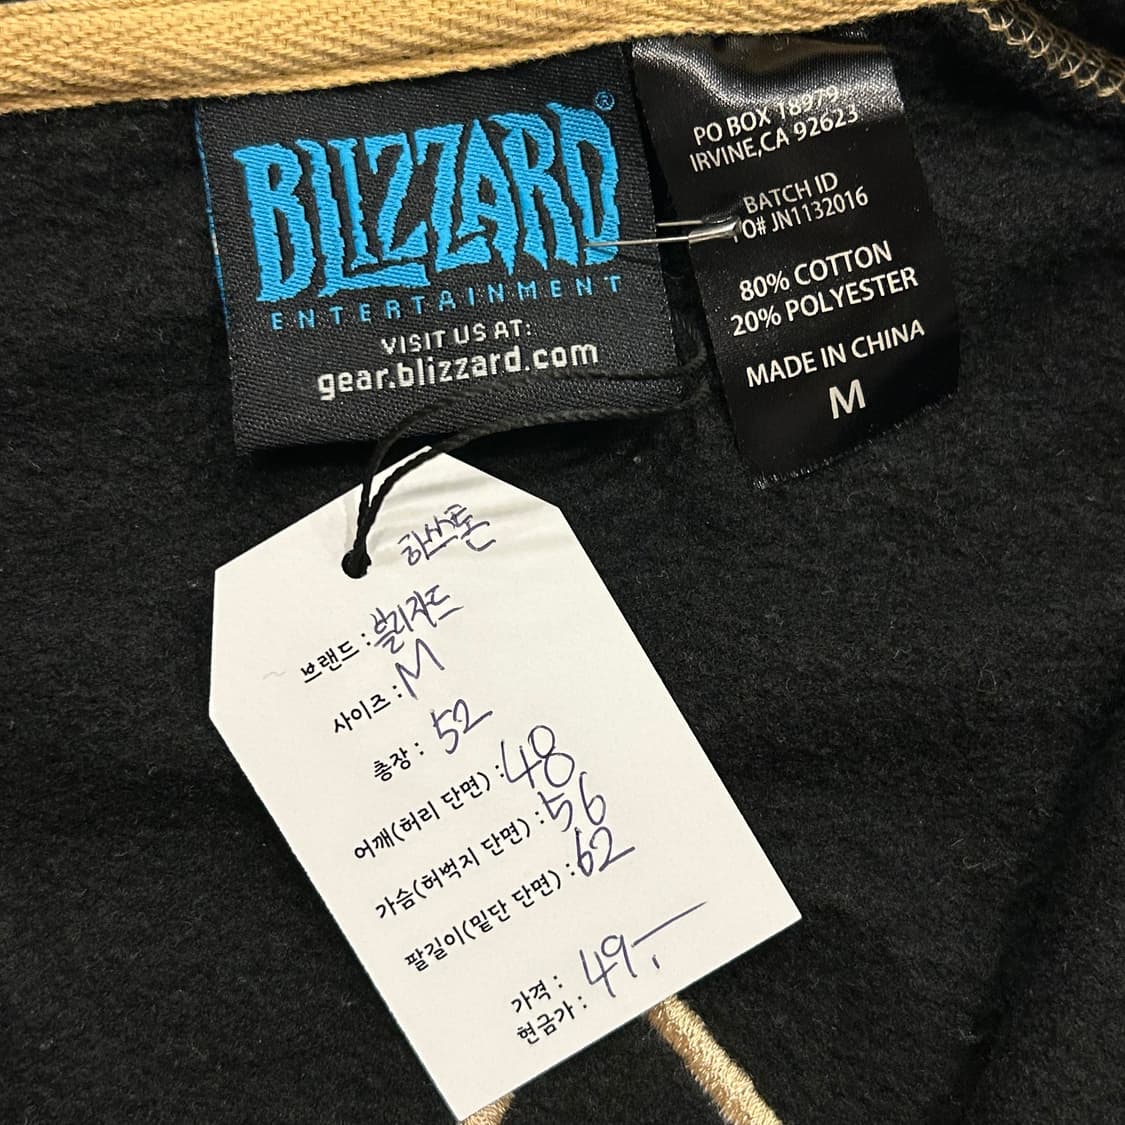 BLIZZARD®
ENTERTAINMENT
VISIT US AT:
gear.blizzard.com
PO BOX 18979
IRVINE,CA 92623
BATCH ID
PO# JN1132016
80% COTTON
20% POLYESTER
MADE IN CHINA
M
하스스톤
브랜드 : 블리자드
사이즈 : M
총장 : 52
어깨(허리 단면) : 48
가슴(허벅지 단면) : 56
팔길이(밑단 단면) : 62
가격 : 49,-
현금가 :